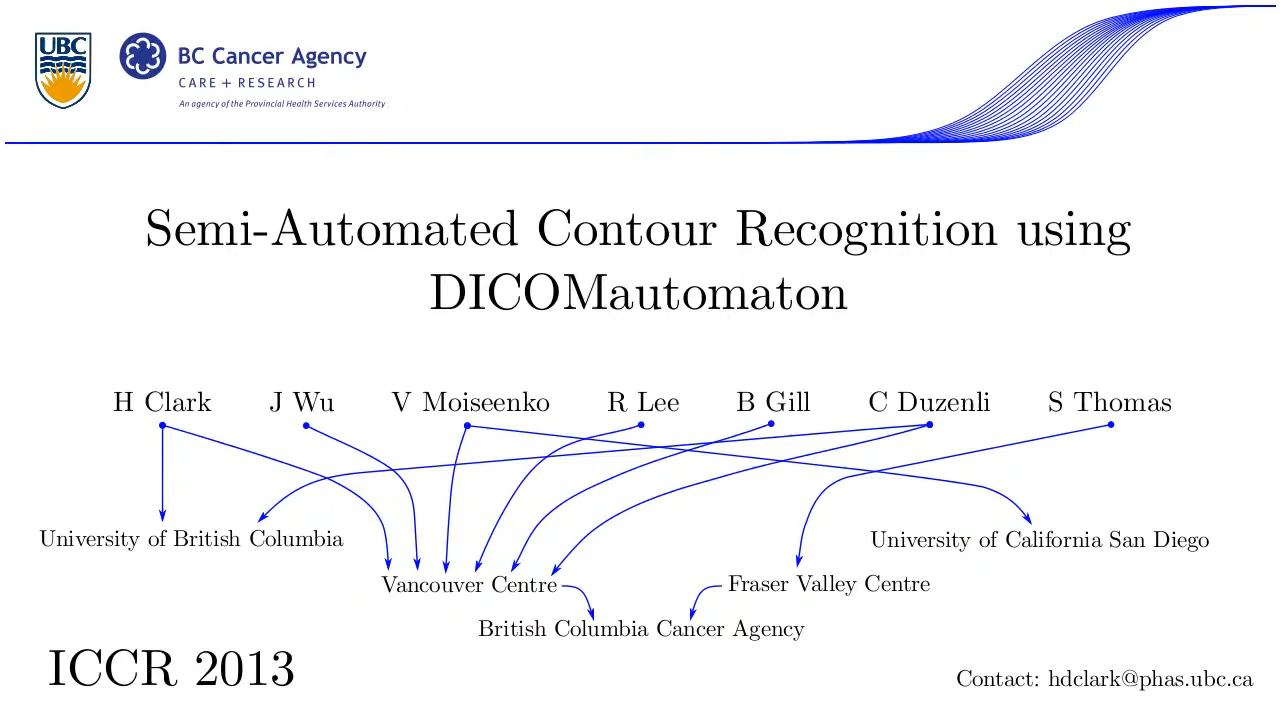 UBC
BC Cancer Agency
CARE + RESEARCH
An agency of the Provincial Health Services Authority
Semi-Automated Contour Recognition using
DICOMautomaton
H Clark J Wu V Moiseenko R Lee B Gill C Duzenli S Thomas
University of British Columbia University of California San Diego
Vancouver Centre Fraser Valley Centre
British Columbia Cancer Agency
ICCR 2013 Contact: hdclark@phas.ubc.ca